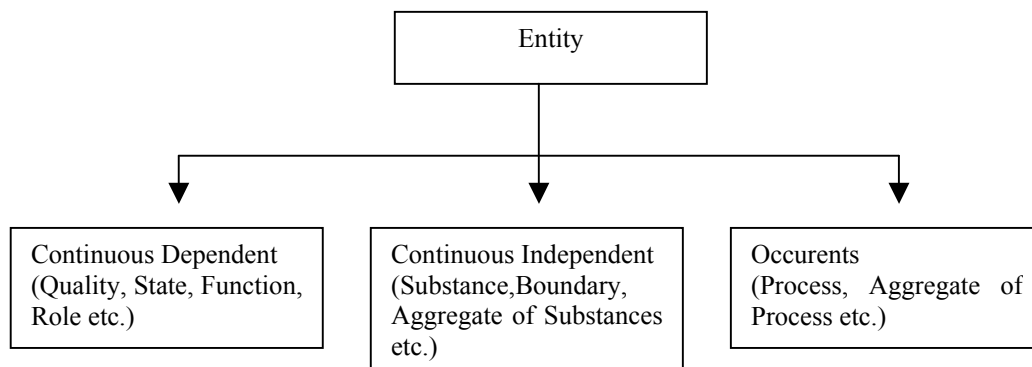 Entity
Continuous Dependent
(Quality, State, Function,
Role etc.)
Continuous Independent
(Substance,Boundary,
Aggregate of Substances
etc.)
Occurents
(Process, Aggregate of
Process etc.)